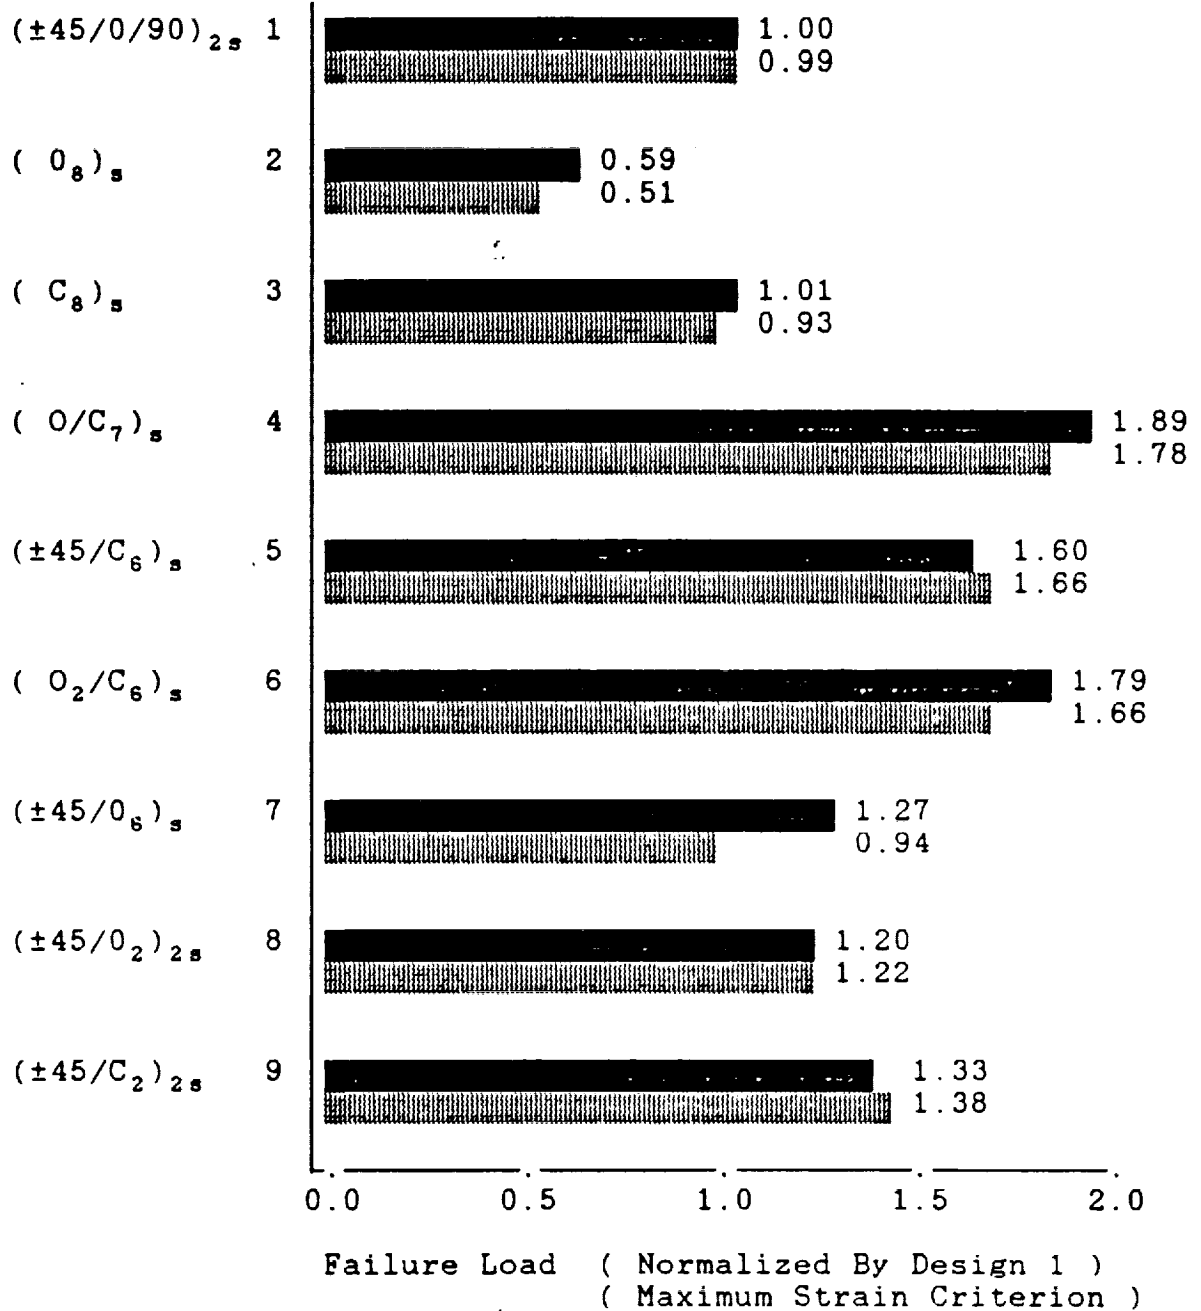 (±45/0/90)2s 1 1.00
0.99
( 08)s 2 0.59
0.51
( C8)s 3 1.01
0.93
( O/C7)s 4 1.89
1.78
(±45/C6)s 5 1.60
1.66
( O2/C6)s 6 1.79
1.66
(±45/06)s 7 1.27
0.94
(±45/02)2s 8 1.20
1.22
(±45/C2)2s 9 1.33
1.38
0.0 0.5 1.0 1.5 2.0
Failure Load ( Normalized By Design 1 )
( Maximum Strain Criterion )